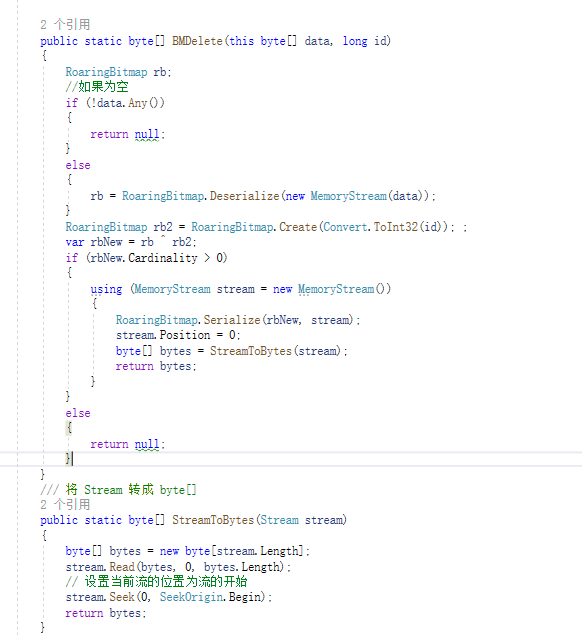 2 个引用
public static byte[] BMDelete(this byte[] data, long id)
{
RoaringBitmap rb;
//如果为空
if (!data.Any())
{
return null;
}
else
{
rb = RoaringBitmap.Deserialize(new MemoryStream(data));
}
RoaringBitmap rb2 = RoaringBitmap.Create(Convert.ToInt32(id)); ;
var rbNew = rb ^ rb2;
if (rbNew.Cardinality > 0)
{
using (MemoryStream stream = new MemoryStream())
{
RoaringBitmap.Serialize(rbNew, stream);
stream.Position = 0;
byte[] bytes = StreamToBytes(stream);
return bytes;
}
}
else
{
return null;
}
}
/// 将 Stream 转成 byte[]
2 个引用
public static byte[] StreamToBytes(Stream stream)
{
byte[] bytes = new byte[stream.Length];
stream.Read(bytes, 0, bytes.Length);
// 设置当前流的位置为流的开始
stream.Seek(0, SeekOrigin.Begin);
return bytes;
}